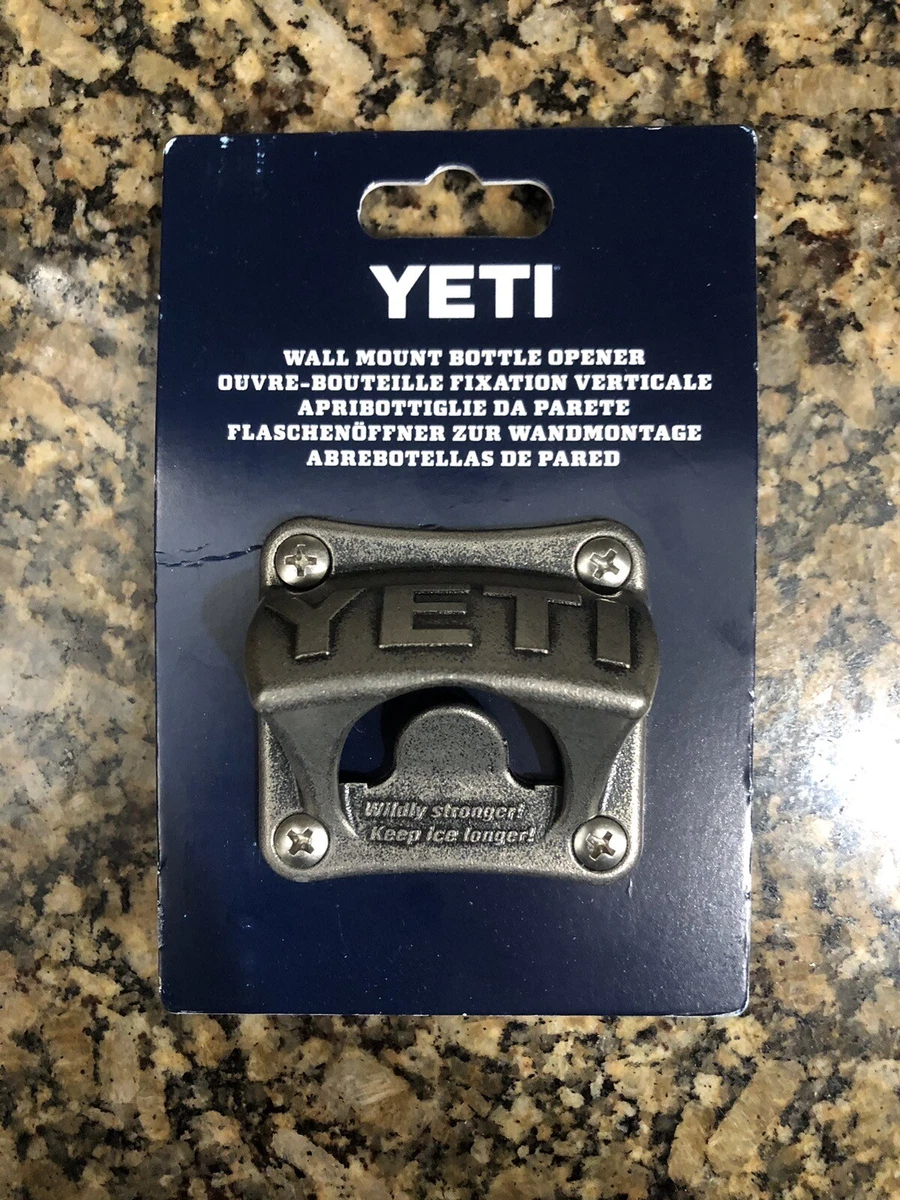 YETI
WALL MOUNT BOTTLE OPENER
OUVRE-BOUTEILLE FIXATION VERTICALE
APRIBOTTIGLIE DA PARETE
FLASCHENÖFFNER ZUR WANDMONTAGE
ABREBOTELLAS DE PARED
YETI
Wildly stronger!
Keep ice longer!